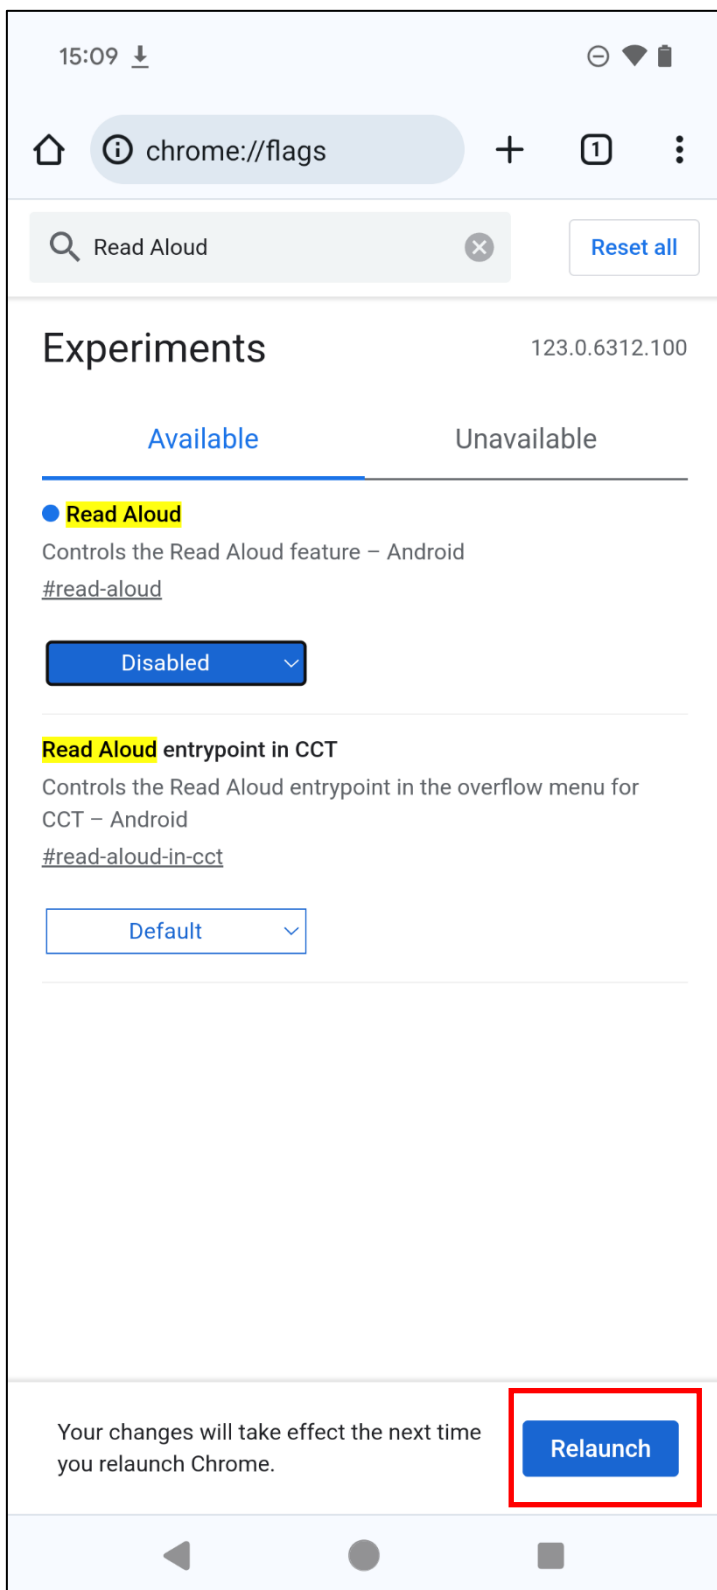 15:09
chrome://flags
1
Read Aloud
Reset all
Experiments
123.0.6312.100
Available
Unavailable
Read Aloud
Controls the Read Aloud feature – Android
#read-aloud
Disabled
Read Aloud entrypoint in CCT
Controls the Read Aloud entrypoint in the overflow menu for
CCT – Android
#read-aloud-in-cct
Default
Your changes will take effect the next time
you relaunch Chrome.
Relaunch